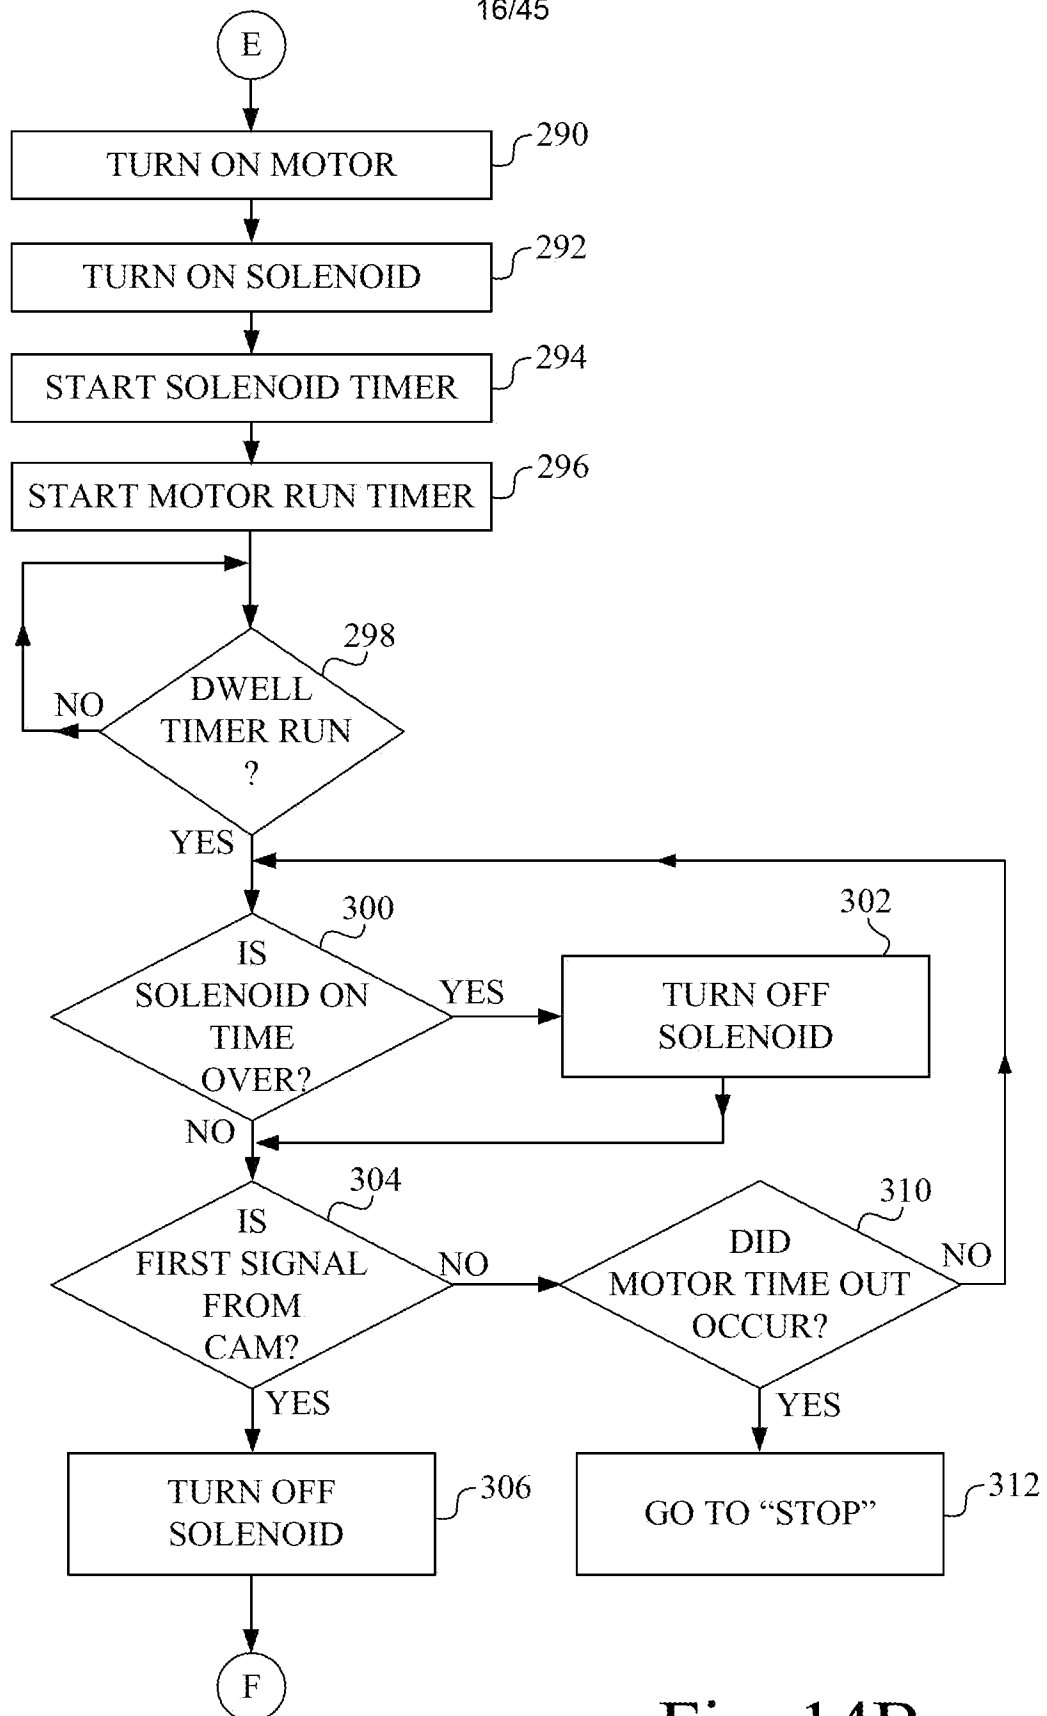 16/45
E
TURN ON MOTOR
290
TURN ON SOLENOID
292
START SOLENOID TIMER
294
START MOTOR RUN TIMER
296
298
DWELL
TIMER RUN
?
NO
YES
300
IS
SOLENOID ON
TIME
OVER?
YES
302
TURN OFF
SOLENOID
NO
304
IS
FIRST SIGNAL
FROM
CAM?
NO
310
DID
MOTOR TIME OUT
OCCUR?
NO
YES
YES
TURN OFF
SOLENOID
306
GO TO “STOP”
312
F
Fig. 14B